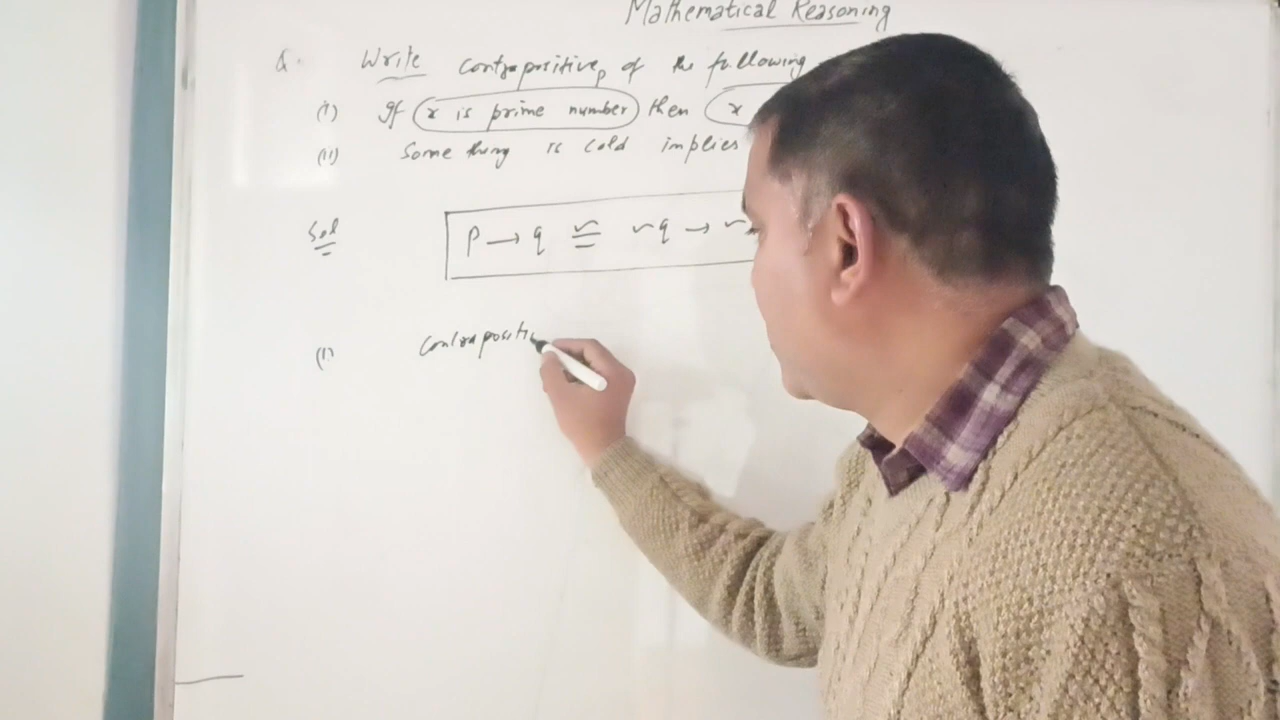 Mathematical Reasoning
Q. Write contrapositive of the following
(i) If x is prime number then x
(ii) Some thing is cold implies
Sol
p → q ≅ ~q → ~
(i) contrapositi